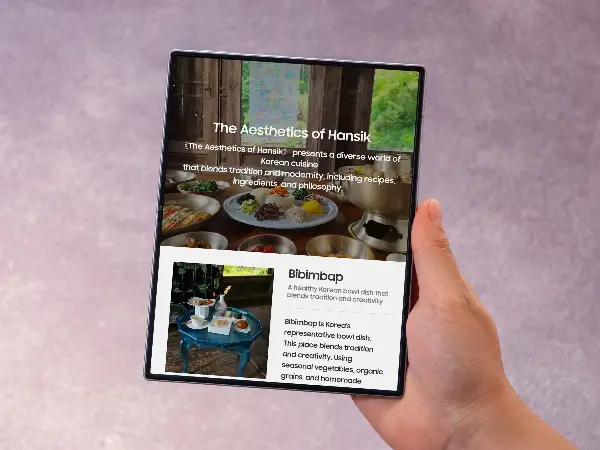 The Aesthetics of Hansik
『The Aesthetics of Hansik』 presents a diverse world of
Korean cuisine
that blends tradition and modernity, including recipes,
ingredients, and philosophy.
Bibimbap
A healthy Korean bowl dish that
blends tradition and creativity
Bibimbap is Korea's
representative bowl dish.
This place blends tradition
and creativity. Using
seasonal vegetables, organic
grains, and homemade